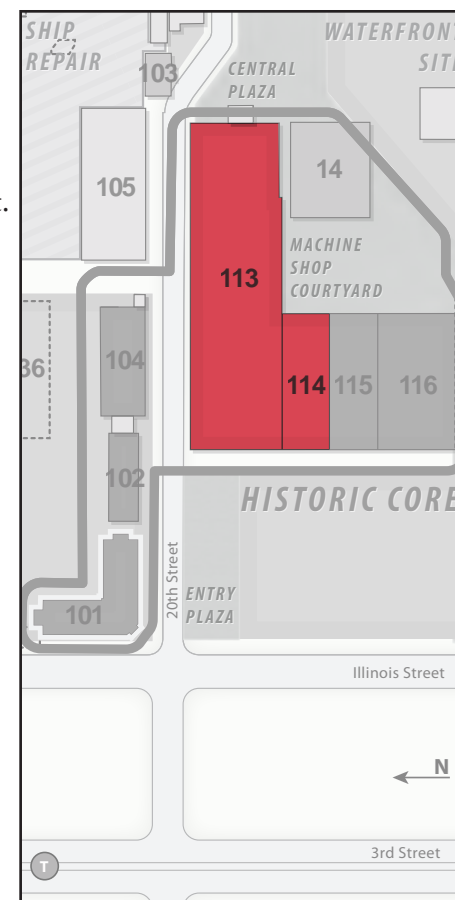 SHIP
REPAIR
WATERFRONT
SITE
103
CENTRAL
PLAZA
105
14
t.
MACHINE
SHOP
COURTYARD
113
36
104
114
115
116
102
HISTORIC CORE
20th Street
ENTRY
PLAZA
101
Illinois Street
N
3rd Street
T